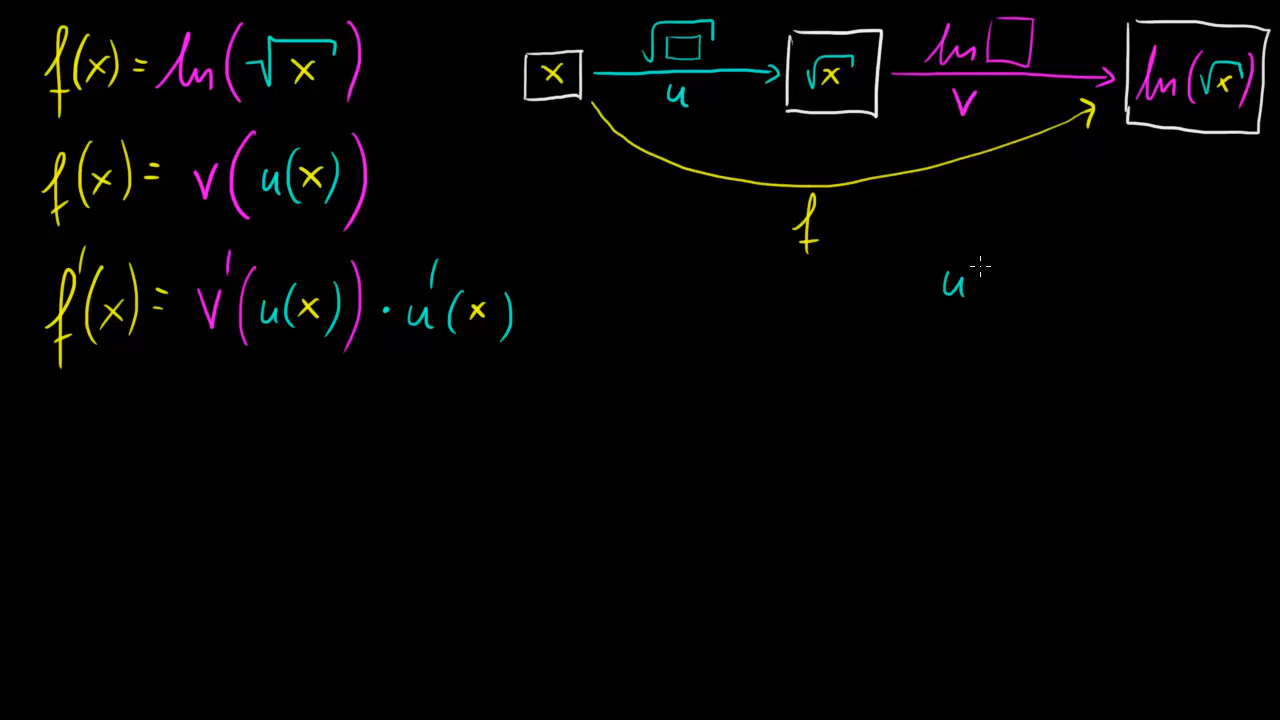 f(x) = ln(√x)
f(x) = v(u(x))
f'(x) = v'(u(x)) · u'(x)
x √□ u √x ln□ v ln(√x)
f
u